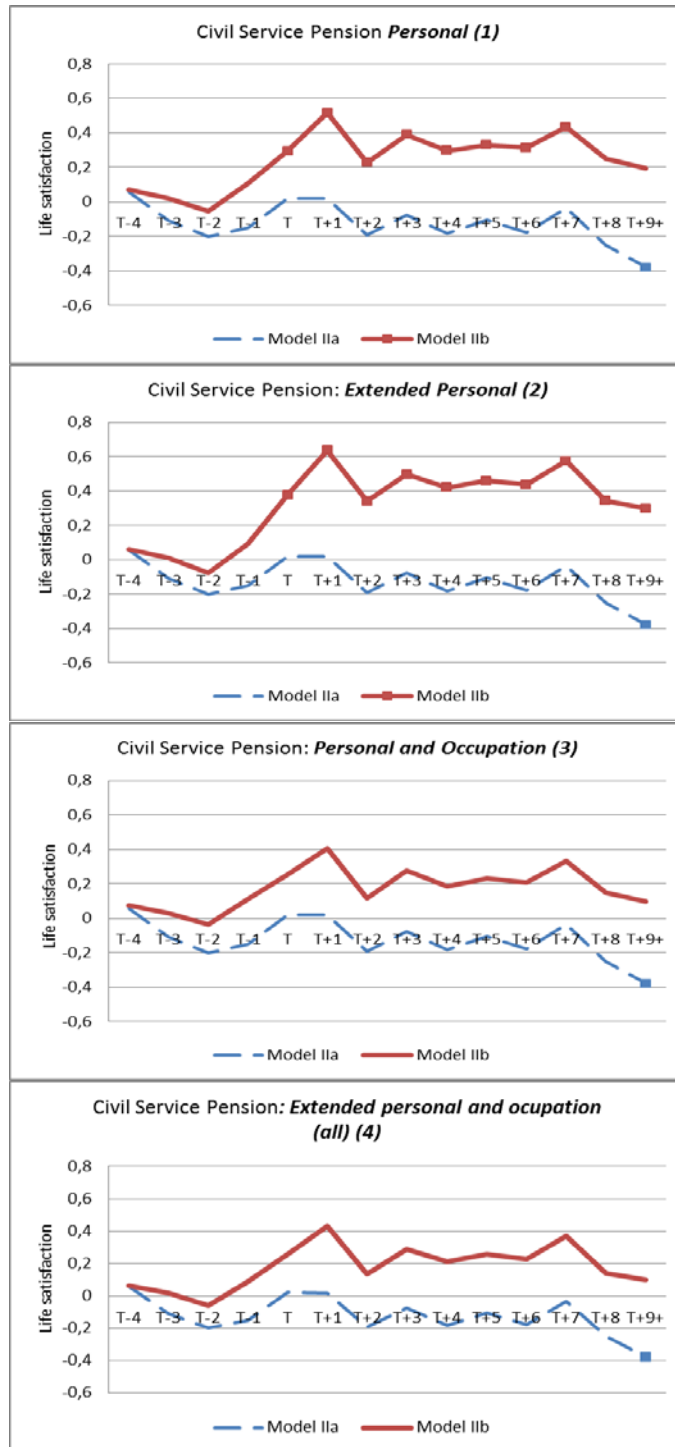 Civil Service Pension Personal (1)
0,8
0,6
0,4
0,2
0
-0,2
-0,4
-0,6
Life satisfaction
T-4 T-3 T-2 T-1 T T+1 T+2 T+3 T+4 T+5 T+6 T+7 T+8 T+9+
Model IIa Model IIb
Civil Service Pension: Extended Personal (2)
0,8
0,6
0,4
0,2
0
-0,2
-0,4
-0,6
Life satisfaction
T-4 T-3 T-2 T-1 T T+1 T+2 T+3 T+4 T+5 T+6 T+7 T+8 T+9+
Model IIa Model IIb
Civil Service Pension: Personal and Occupation (3)
0,8
0,6
0,4
0,2
0
-0,2
-0,4
-0,6
Life satisfaction
T-4 T-3 T-2 T-1 T T+1 T+2 T+3 T+4 T+5 T+6 T+7 T+8 T+9+
Model IIa Model IIb
Civil Service Pension: Extended personal and ocupation
(all) (4)
0,8
0,6
0,4
0,2
0
-0,2
-0,4
-0,6
Life satisfaction
T-4 T-3 T-2 T-1 T T+1 T+2 T+3 T+4 T+5 T+6 T+7 T+8 T+9+
Model IIa Model IIb